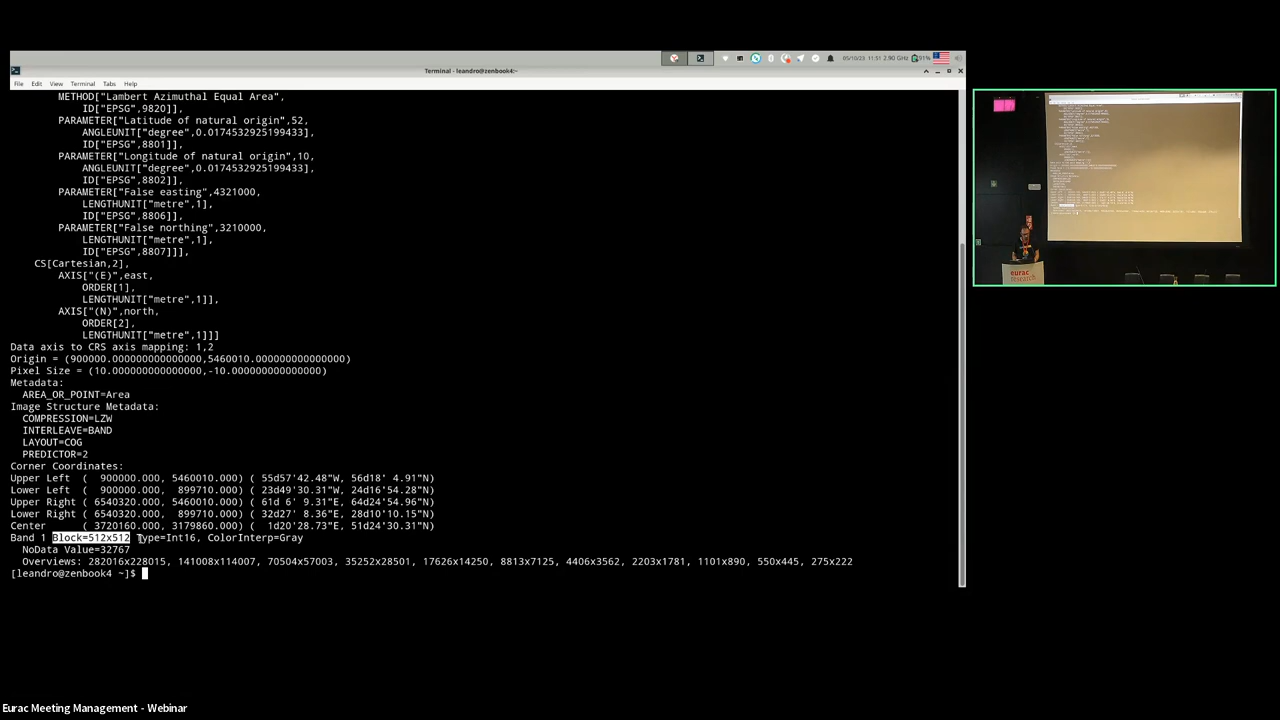 05/10/23 11:51 2.90 GHz
Terminal - leandro@zenbook4:~
File Edit View Terminal Tabs Help
METHOD["Lambert Azimuthal Equal Area",
ID["EPSG",9820]],
PARAMETER["Latitude of natural origin",52,
ANGLEUNIT["degree",0.0174532925199433],
ID["EPSG",8801]],
PARAMETER["Longitude of natural origin",10,
ANGLEUNIT["degree",0.0174532925199433],
ID["EPSG",8802]],
PARAMETER["False easting",4321000,
LENGTHUNIT["metre",1],
ID["EPSG",8806]],
PARAMETER["False northing",3210000,
LENGTHUNIT["metre",1],
ID["EPSG",8807]]],
CS[Cartesian,2],
AXIS["(E)",east,
ORDER[1],
LENGTHUNIT["metre",1]],
AXIS["(N)",north,
ORDER[2],
LENGTHUNIT["metre",1]]]
Data axis to CRS axis mapping: 1,2
Origin = (900000.000000000000000,5460010.000000000000000)
Pixel Size = (10.000000000000000,-10.000000000000000)
Metadata:
AREA_OR_POINT=Area
Image Structure Metadata:
COMPRESSION=LZW
INTERLEAVE=BAND
LAYOUT=COG
PREDICTOR=2
Corner Coordinates:
Upper Left ( 900000.000, 5460010.000) ( 55d57'42.48"W, 56d18' 4.91"N)
Lower Left ( 900000.000, 899710.000) ( 23d49'30.31"W, 24d16'54.28"N)
Upper Right ( 6540320.000, 5460010.000) ( 61d 6' 9.31"E, 64d24'54.96"N)
Lower Right ( 6540320.000, 899710.000) ( 32d27' 8.36"E, 28d10'10.15"N)
Center ( 3720160.000, 3179860.000) ( 1d20'28.73"E, 51d24'30.31"N)
Band 1 Block=512x512 Type=Int16, ColorInterp=Gray
NoData Value=32767
Overviews: 282016x228015, 141008x114007, 70504x57003, 35252x28501, 17626x14250, 8813x7125, 4406x3562, 2203x1781, 1101x890, 550x445, 275x222
[leandro@zenbook4 ~]$
eurac
research
Eurac Meeting Management - Webinar